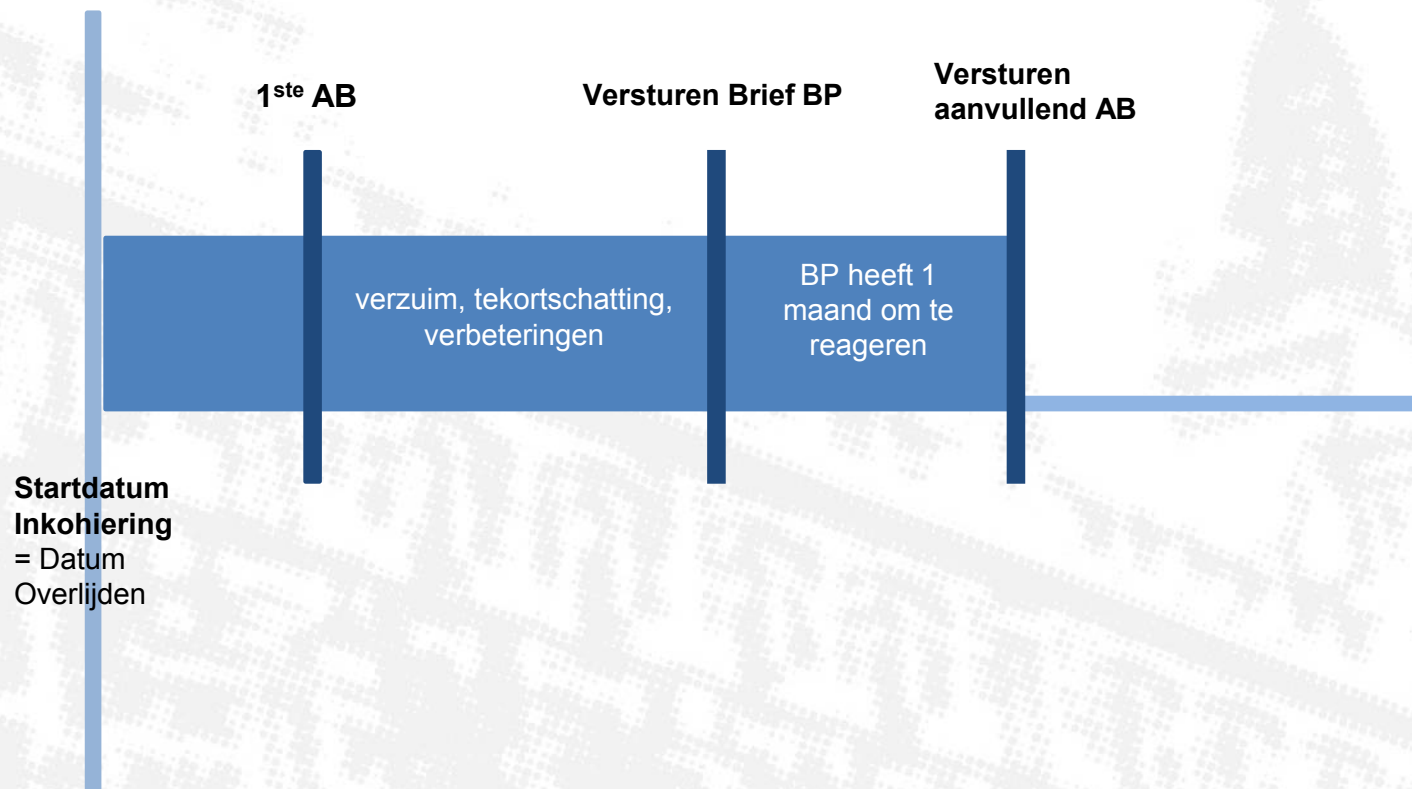 1ste AB
Versturen Brief BP
Versturen
aanvullend AB
verzuim, tekortschatting,
verbeteringen
BP heeft 1
maand om te
reageren
Startdatum
Inkohiering
= Datum
Overlijden